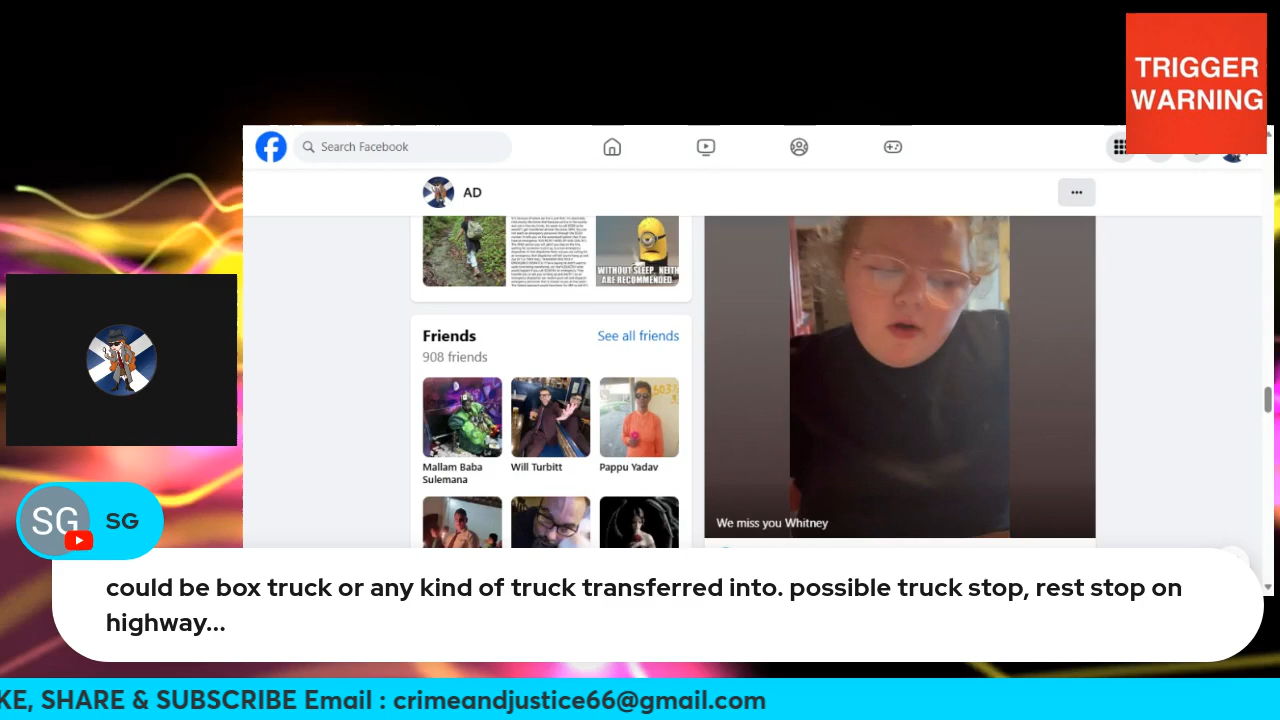 TRIGGER
WARNING
Search Facebook
AD
WITHOUT SLEEP, NEITH
ARE RECOMMENDED
Friends
See all friends
908 friends
Mallam Baba
Sulemana
Will Turbitt
Pappu Yadav
We miss you Whitney
SG
SG
could be box truck or any kind of truck transferred into. possible truck stop, rest stop on
highway...
KE, SHARE & SUBSCRIBE Email : crimeandjustice66@gmail.com